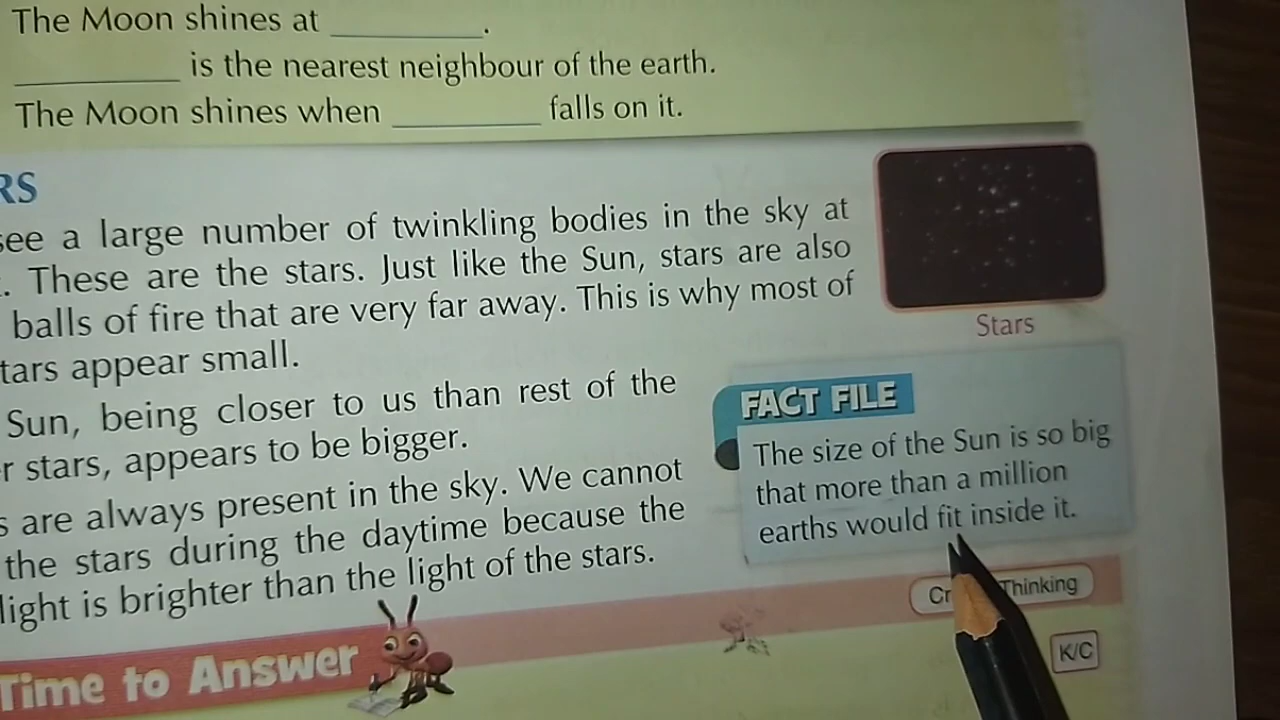 The Moon shines at ________.
________ is the nearest neighbour of the earth.
The Moon shines when ________ falls on it.
RS
see a large number of twinkling bodies in the sky at
. These are the stars. Just like the Sun, stars are also
balls of fire that are very far away. This is why most of
tars appear small.
Sun, being closer to us than rest of the
r stars, appears to be bigger.
s are always present in the sky. We cannot
the stars during the daytime because the
light is brighter than the light of the stars.
Stars
FACT FILE
The size of the Sun is so big
that more than a million
earths would fit inside it.
Thinking
Time to Answer
K/C